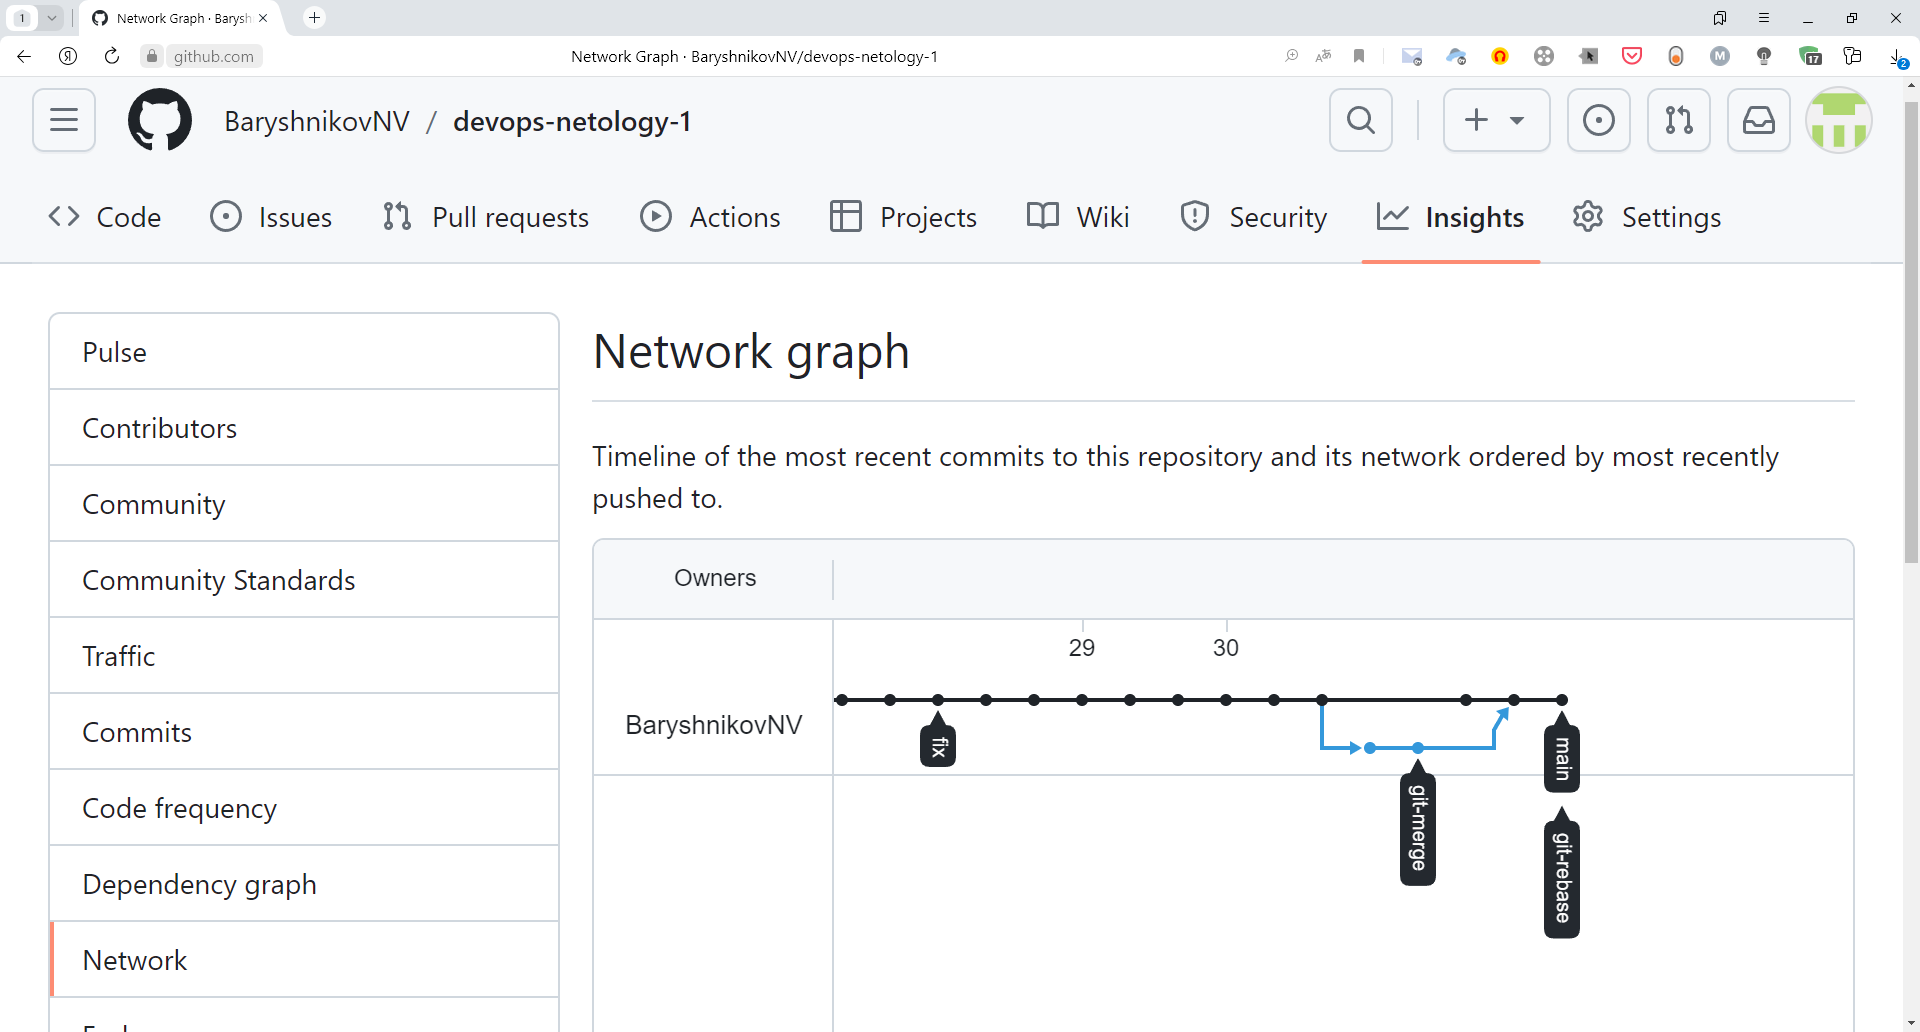 1
Network Graph · Barysh
github.com
Network Graph · BaryshnikovNV/devops-netology-1
17
2
BaryshnikovNV / devops-netology-1
Code
Issues
Pull requests
Actions
Projects
Wiki
Security
Insights
Settings
Pulse
Contributors
Community
Community Standards
Traffic
Commits
Code frequency
Dependency graph
Network
Network graph
Timeline of the most recent commits to this repository and its network ordered by most recently
pushed to.
Owners
29
30
BaryshnikovNV
fix
git-merge
main
git-rebase